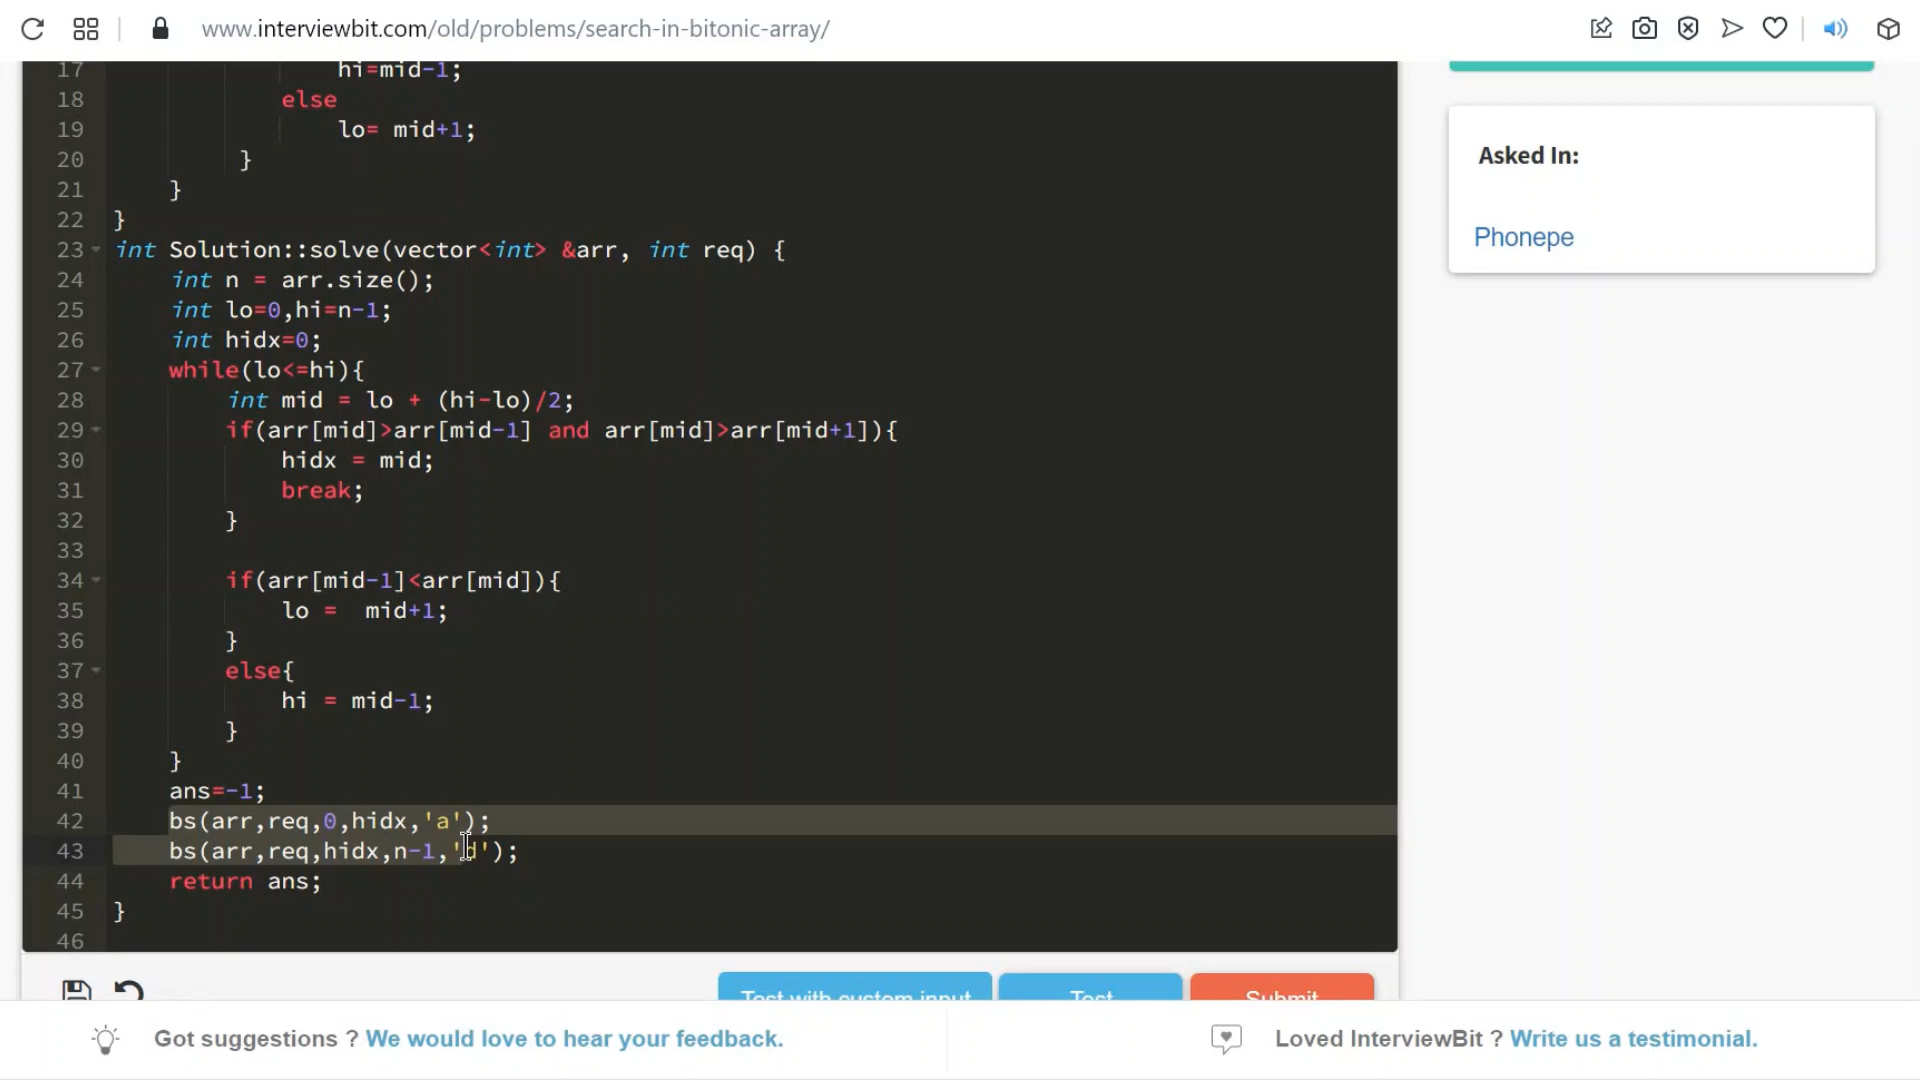 www.interviewbit.com/old/problems/search-in-bitonic-array/
17 hi=mid-1;
18 else
19 lo= mid+1;
20 }
21 }
22 }
23 int Solution::solve(vector<int> &arr, int req) {
24 int n = arr.size();
25 int lo=0,hi=n-1;
26 int hidx=0;
27 while(lo<=hi){
28 int mid = lo + (hi-lo)/2;
29 if(arr[mid]>arr[mid-1] and arr[mid]>arr[mid+1]){
30 hidx = mid;
31 break;
32 }
33
34 if(arr[mid-1]<arr[mid]){
35 lo =  mid+1;
36 }
37 else{
38 hi = mid-1;
39 }
40 }
41 ans=-1;
42 bs(arr,req,0,hidx,'a');
43 bs(arr,req,hidx,n-1,'d');
44 return ans;
45 }
46
Asked In:
Phonepe
Test with custom input
Test
Submit
Got suggestions ? We would love to hear your feedback.
Loved InterviewBit ? Write us a testimonial.